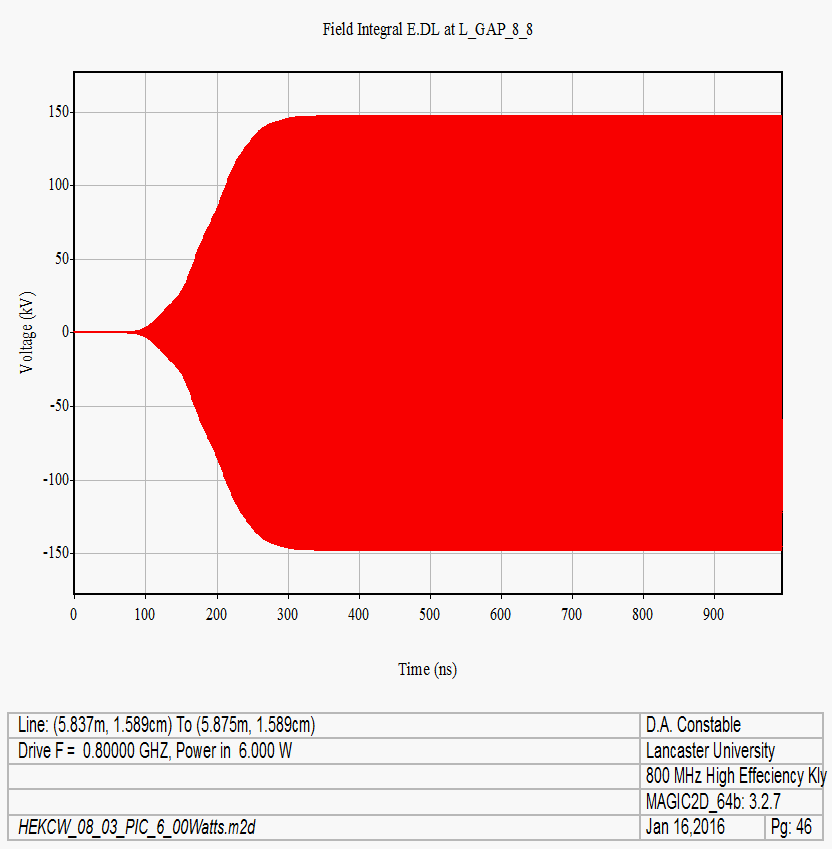 Field Integral E.DL at L_GAP_8_8
150
100
50
0
-50
-100
-150
Voltage (kV)
0 100 200 300 400 500 600 700 800 900
Time (ns)
Line: (5.837m, 1.589cm) To (5.875m, 1.589cm)
D.A. Constable
Drive F = 0.80000 GHZ, Power in 6.000 W
Lancaster University
800 MHz High Effeciency Kly
MAGIC2D_64b: 3.2.7
HEKCW_08_03_PIC_6_00Watts.m2d
Jan 16,2016
Pg: 46